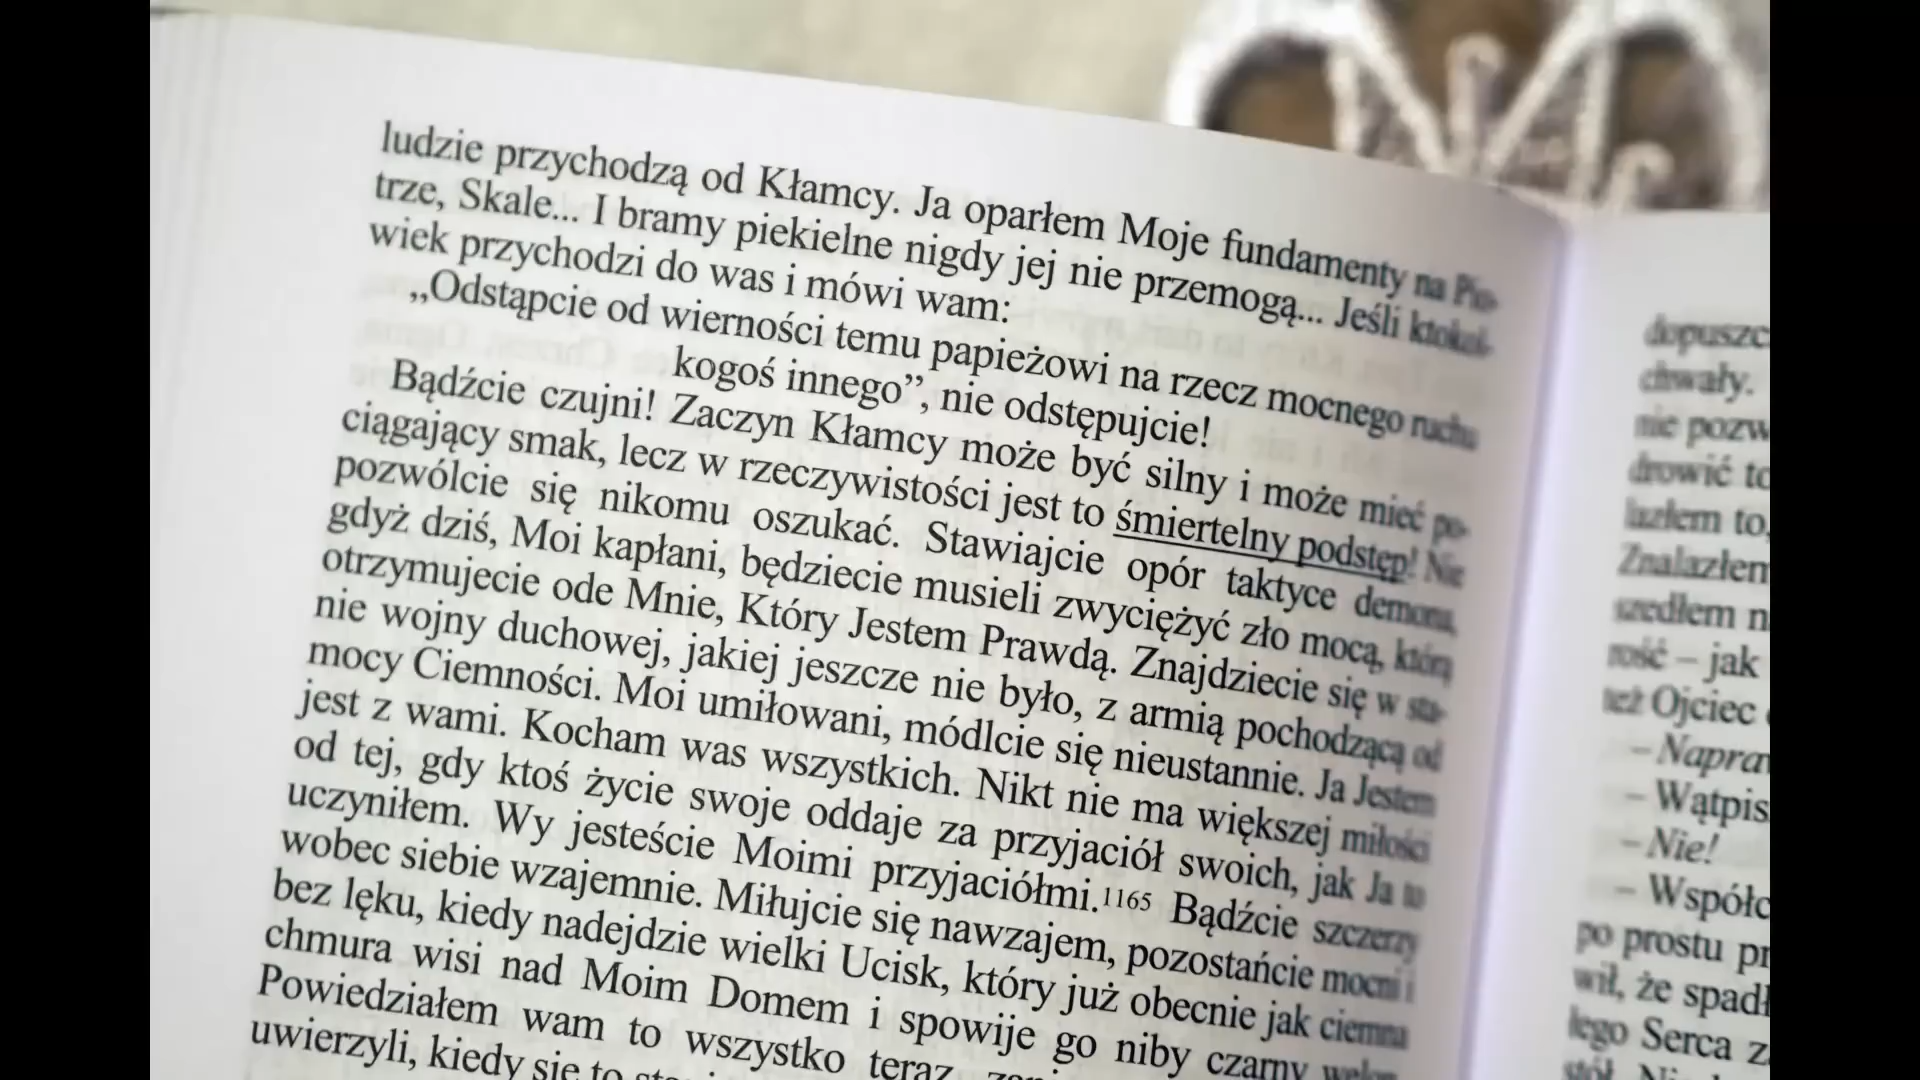 ludzie przychodzą od Kłamcy. Ja oparłem Moje fundamenty na Pio-
trze, Skale... I bramy piekielne nigdy jej nie przemogą... Jeśli ktokol-
wiek przychodzi do was i mówi wam:
„Odstąpcie od wierności temu papieżowi na rzecz mocnego ruchu
kogoś innego”, nie odstępujcie!
Bądźcie czujni! Zaczyn Kłamcy może być silny i może mieć po-
ciągający smak, lecz w rzeczywistości jest to śmiertelny podstęp! Nie
pozwólcie się nikomu oszukać. Stawiajcie opór taktyce demona,
gdyż dziś, Moi kapłani, będziecie musieli zwyciężyć zło mocą, którą
otrzymujecie ode Mnie, Który Jestem Prawdą. Znajdziecie się w sta-
nie wojny duchowej, jakiej jeszcze nie było, z armią pochodzącą od
mocy Ciemności. Moi umiłowani, módlcie się nieustannie. Ja Jestem
jest z wami. Kocham was wszystkich. Nikt nie ma większej miłości
od tej, gdy ktoś życie swoje oddaje za przyjaciół swoich, jak Ja to
uczyniłem. Wy jesteście Moimi przyjaciółmi.1165 Bądźcie szczerzy
wobec siebie wzajemnie. Miłujcie się nawzajem, pozostańcie mocni i
bez lęku, kiedy nadejdzie wielki Ucisk, który już obecnie jak ciemna
chmura wisi nad Moim Domem i spowije go niby czarny welon.
Powiedziałem wam to wszystko teraz,
uwierzyli, kiedy się to
dopuszc
chwały.
nie pozw
drowić to
lazłem to,
Znalazłem
szedłem n
rość – jak
też Ojciec
– Napraw
– Wątpis
– Nie!
– Współc
po prostu pr
wił, że spadł
lego Serca z
stół.